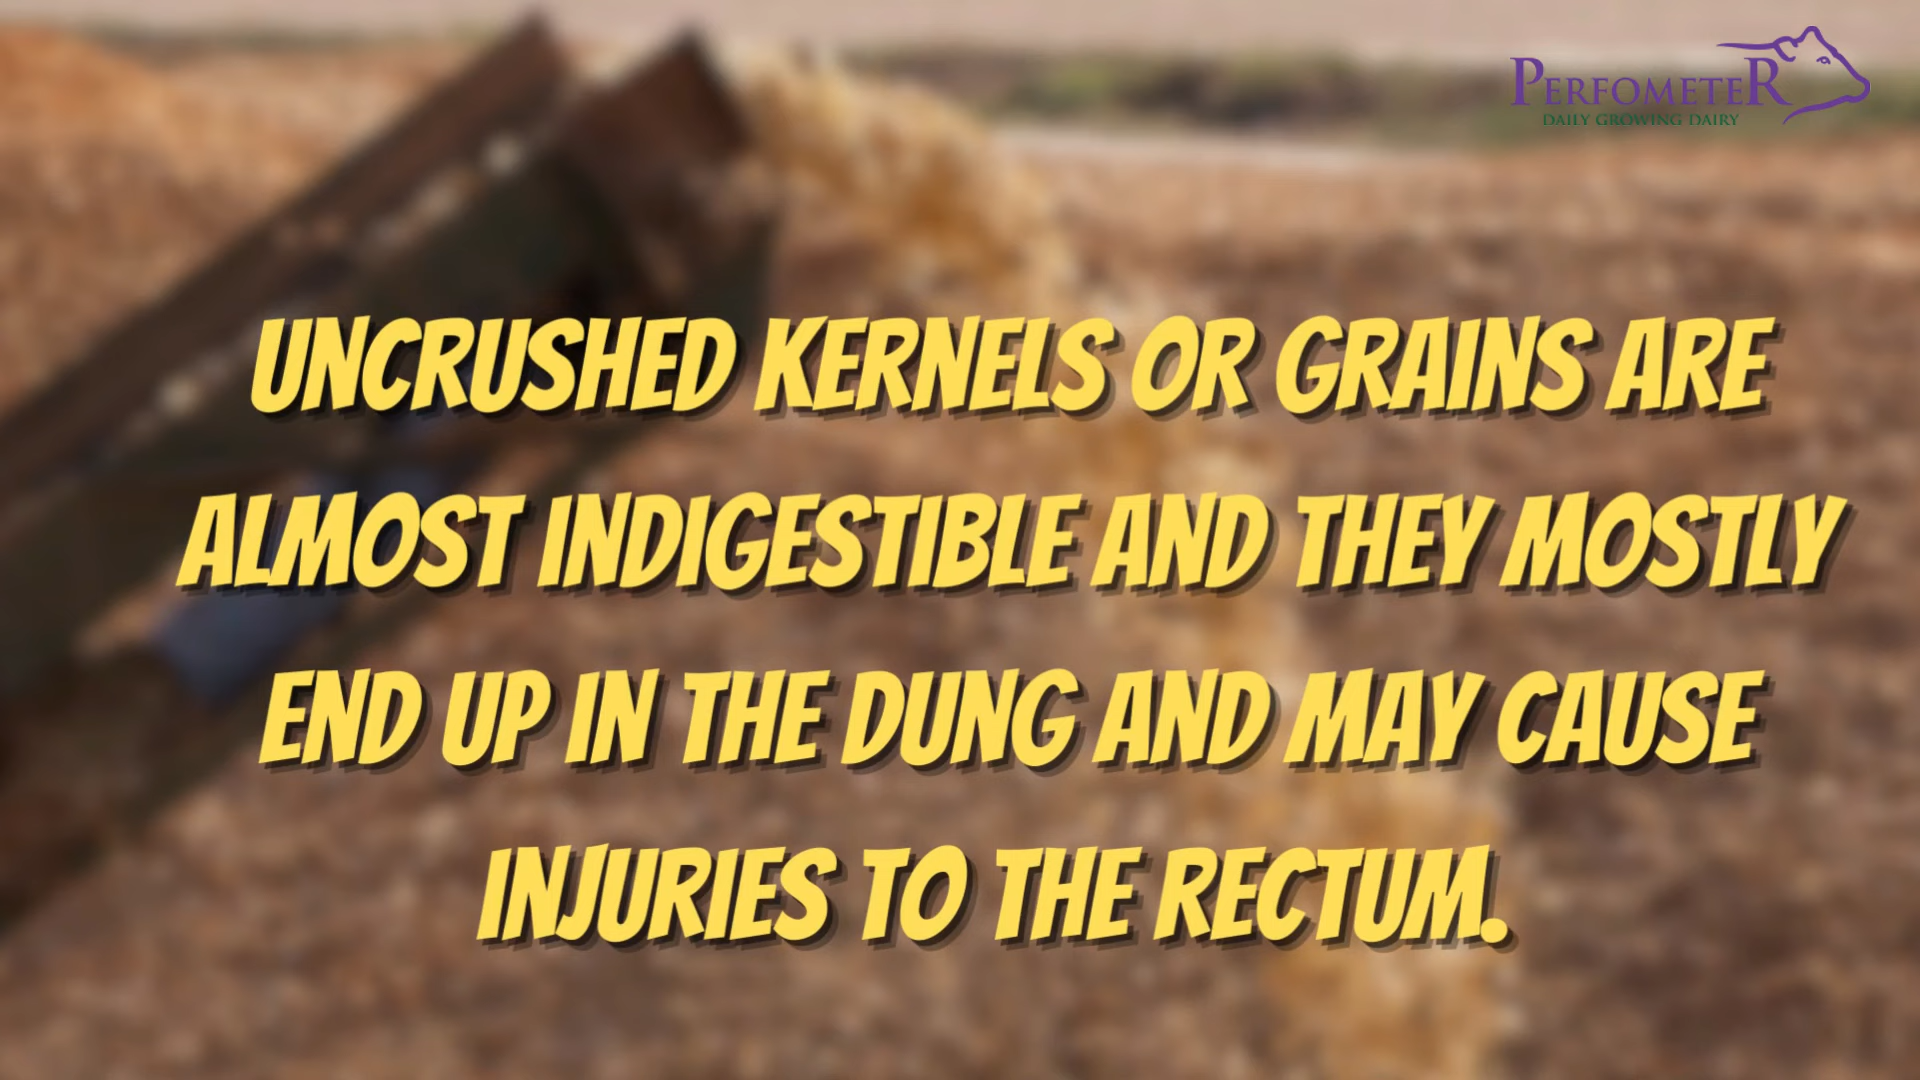 PERFOMETER
DAILY GROWING DAIRY
UNCRUSHED KERNELS OR GRAINS ARE
ALMOST INDIGESTIBLE AND THEY MOSTLY
END UP IN THE DUNG AND MAY CAUSE
INJURIES TO THE RECTUM.